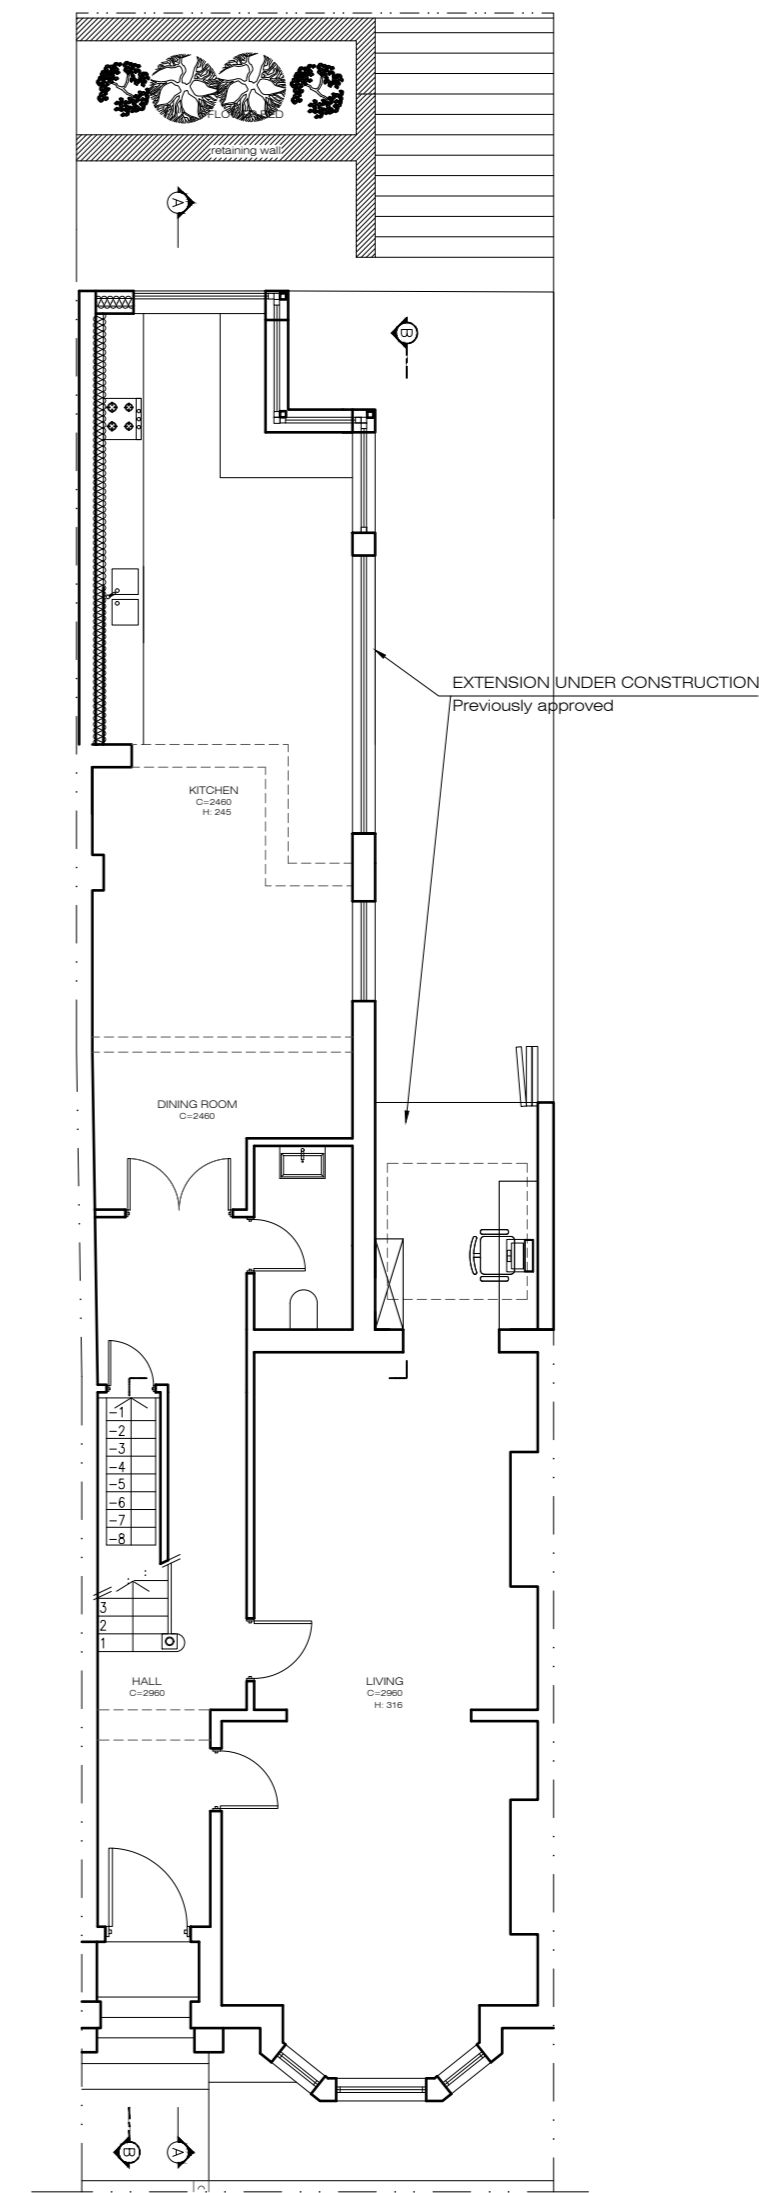 FLOWER BED
retaining wall
A
B
EXTENSION UNDER CONSTRUCTION
Previously approved
KITCHEN
C=2460
H: 245
DINING ROOM
C=2460
-1
-2
-3
-4
-5
-6
-7
-8
3
2
1
HALL
C=2960
LIVING
C=2960
H: 316
B
A